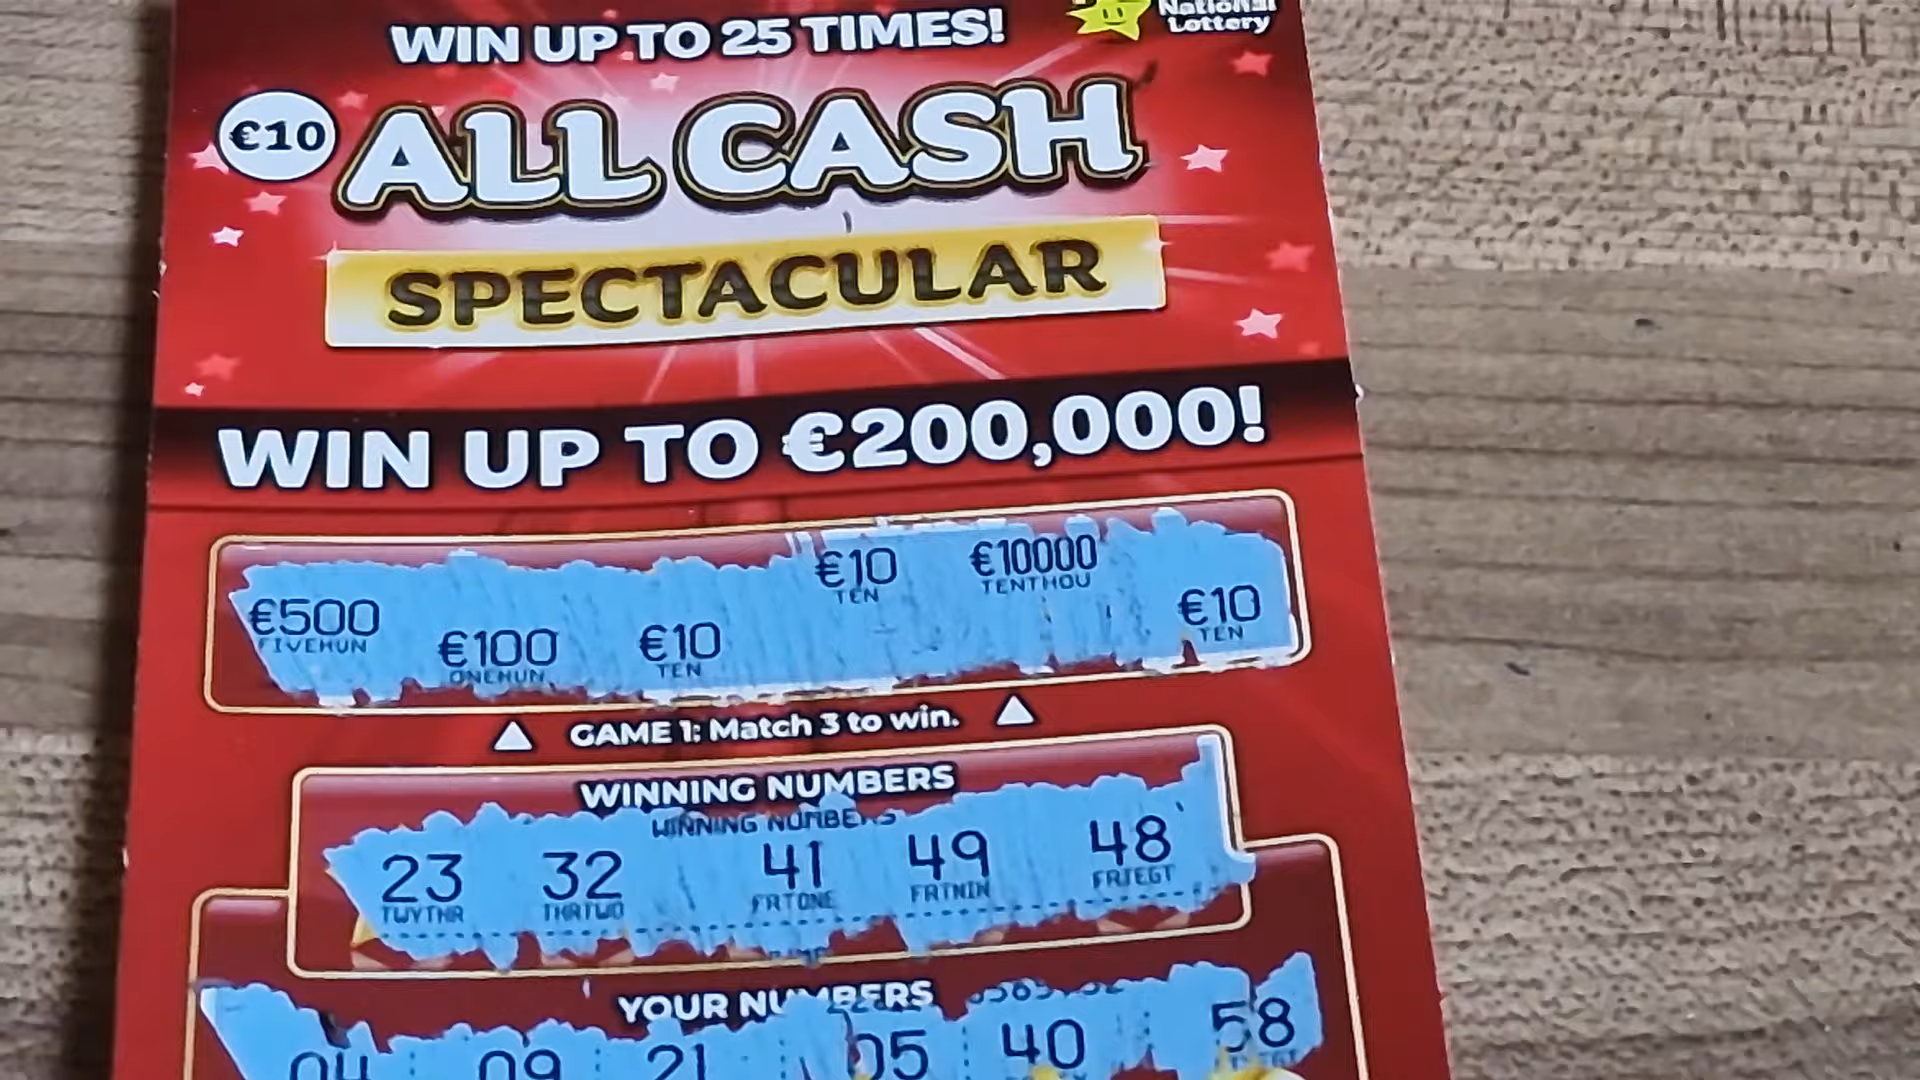 WIN UP TO 25 TIMES!
National
Lottery
€10
ALL CASH
SPECTACULAR
WIN UP TO €200,000!
€500 €100 €10 €10 €10000 €10
FIVEHUN ONEHUN TEN TEN TENTHOU TEN
GAME 1: Match 3 to win.
WINNING NUMBERS
WINNING NUMBERS
23 32 41 49 48
TWYTHR THRTWO FRTONE FRTNIN FRTEGT
YOUR NUMBERS
04 09 21 05 40 58